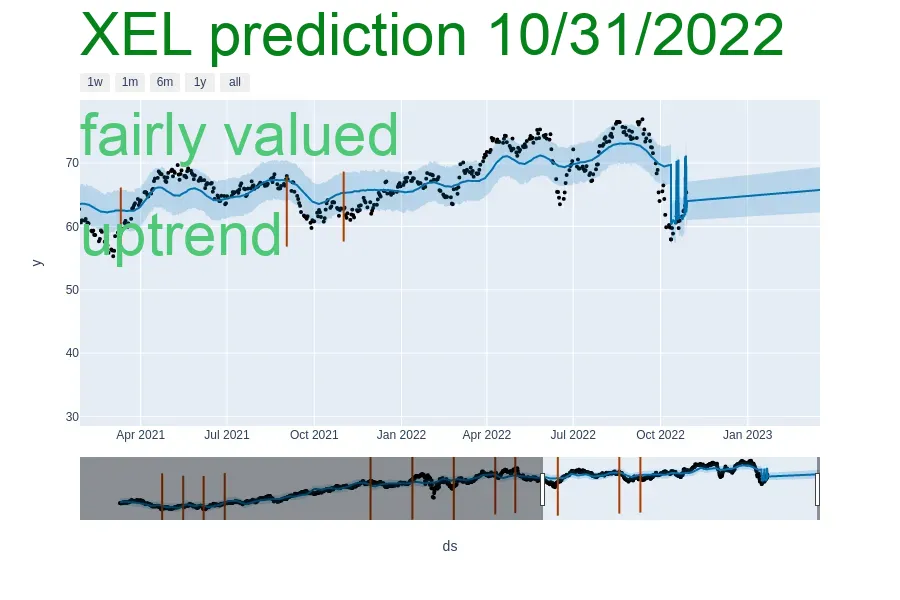 XEL prediction 10/31/2022
1w 1m 6m 1y all
fairly valued
70
60
uptrend
y
50
40
30
Apr 2021 Jul 2021 Oct 2021 Jan 2022 Apr 2022 Jul 2022 Oct 2022 Jan 2023
ds